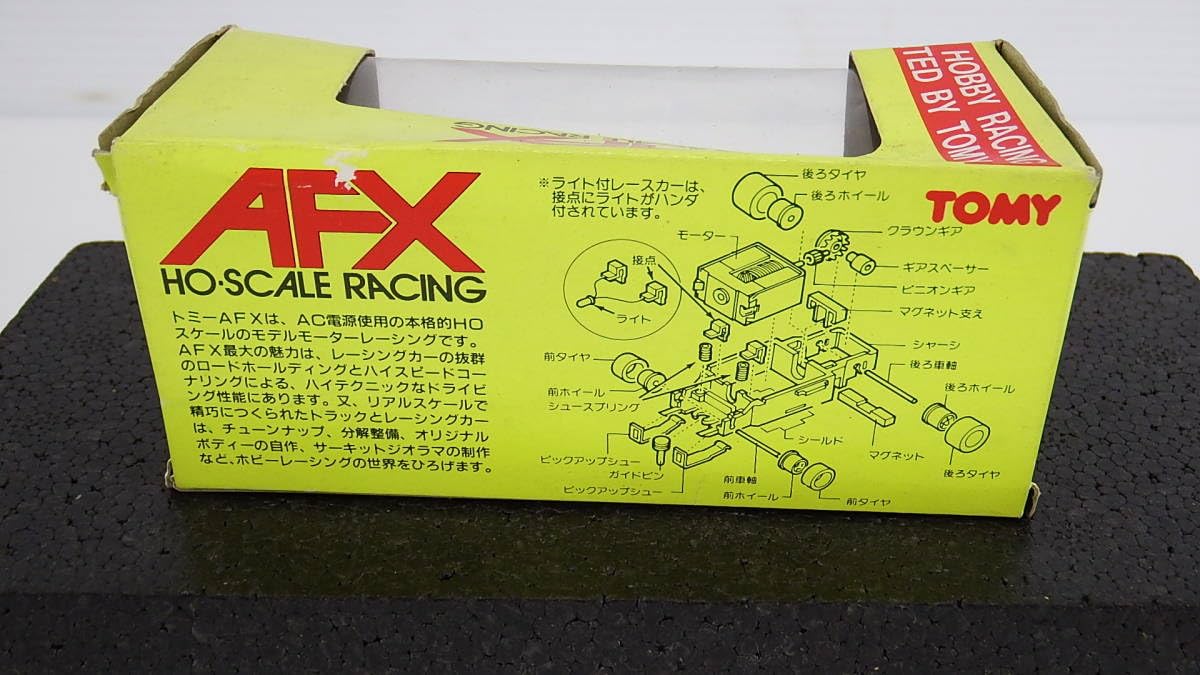 HOBBY RACING
TED BY TOMY
RACING
AFX
HO·SCALE RACING
トミーAFXは、AC電源使用の本格的HO
スケールのモデルモーターレーシングです。
AFX最大の魅力は、レーシングカーの抜群
のロードホールディングとハイスピードコー
ナリングによる、ハイテクニックなドライビ
ング性能にあります。又、リアルスケールで
精巧につくられたトラックとレーシングカー
は、チューンナップ、分解整備、オリジナル
ボディーの自作、サーキットジオラマの制作
など、ホビーレーシングの世界をひろげます。
※ライト付レースカーは、
接点にライトがハンダ
付されています。
接点
ライト
TOMY
後ろタイヤ
後ろホイール
モーター
クラウンギア
ギアスペーサー
ピニオンギア
マグネット支え
シャーシ
後ろ車軸
後ろホイール
前タイヤ
前ホイール
シュースプリング
シールド
マグネット
後ろタイヤ
ピックアップシュー
ガイドピン
ピックアップシュー
前車軸
前ホイール
前タイヤ